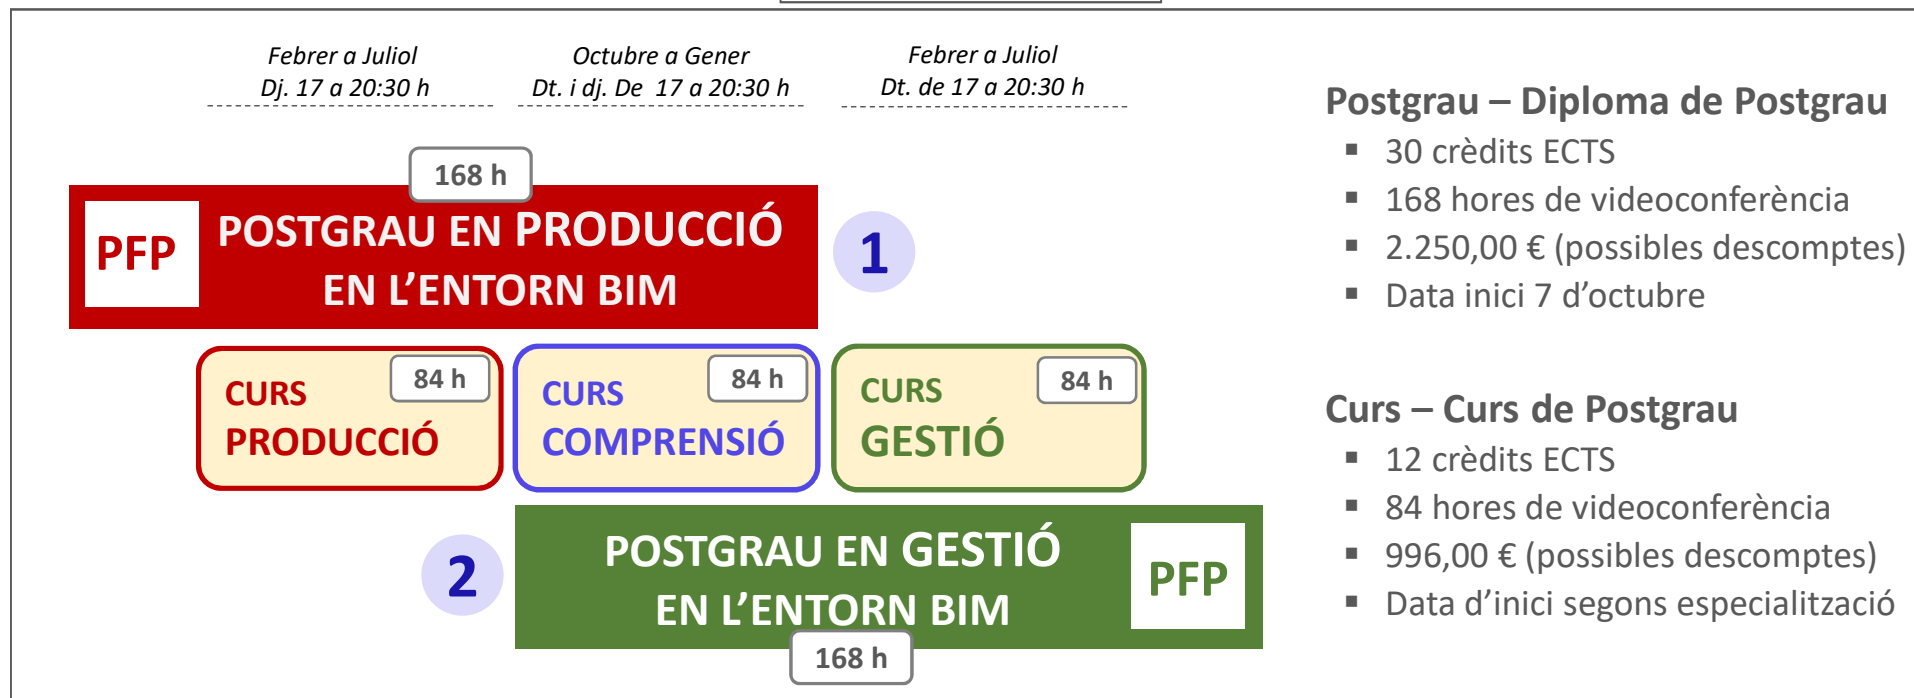 Febrer a Juliol
Dj. 17 a 20:30 h
Octubre a Gener
Dt. i dj. De 17 a 20:30 h
Febrer a Juliol
Dt. de 17 a 20:30 h
168 h
PFP
POSTGRAU EN PRODUCCIÓ
EN L'ENTORN BIM
1
CURS
PRODUCCIÓ
84 h
CURS
COMPRENSIÓ
84 h
CURS
GESTIÓ
84 h
2
POSTGRAU EN GESTIÓ
EN L'ENTORN BIM
PFP
168 h
Postgrau – Diploma de Postgrau
▪ 30 crèdits ECTS
▪ 168 hores de videoconferència
▪ 2.250,00 € (possibles descomptes)
▪ Data inici 7 d'octubre
Curs – Curs de Postgrau
▪ 12 crèdits ECTS
▪ 84 hores de videoconferència
▪ 996,00 € (possibles descomptes)
▪ Data d'inici segons especialització